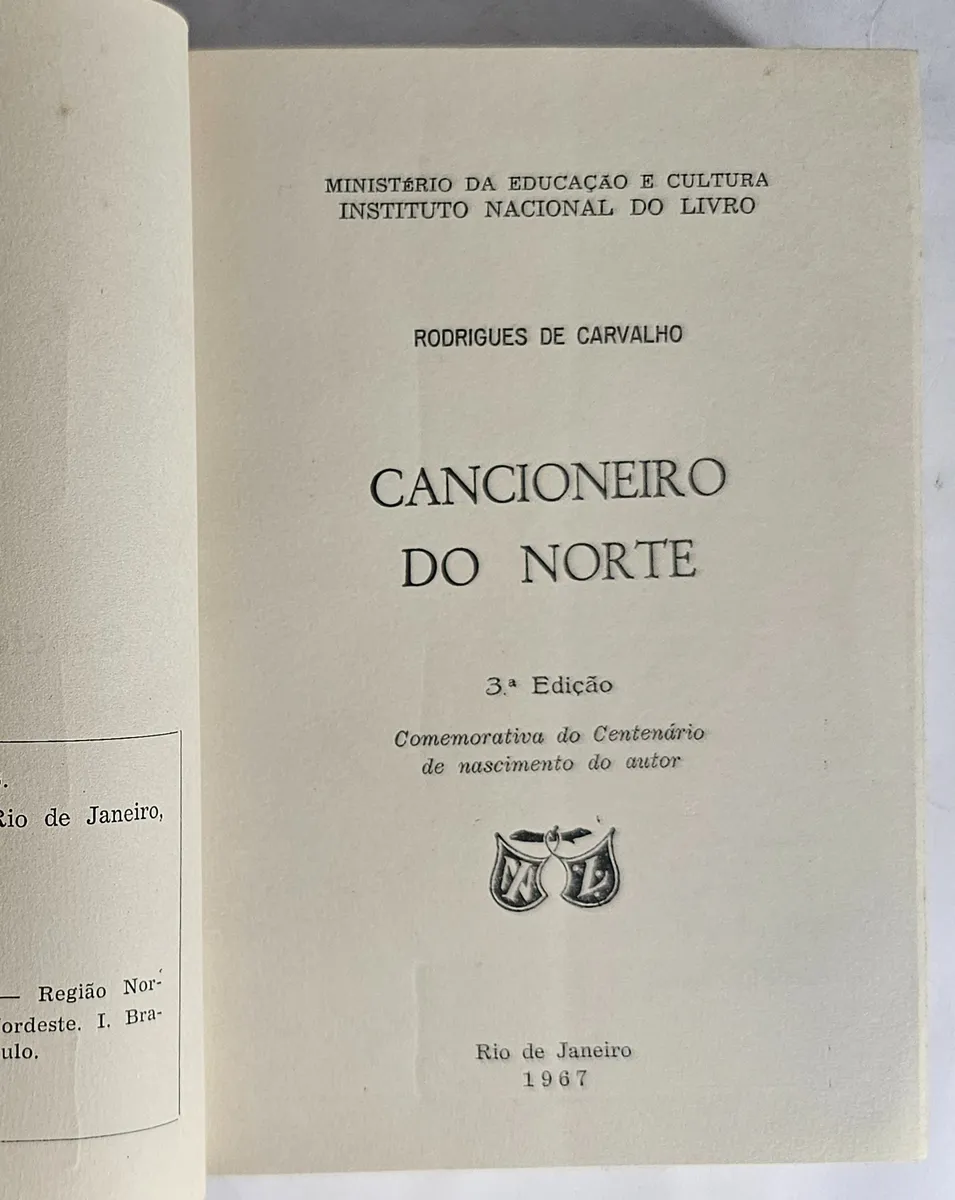 .
Rio de Janeiro,
— Região Nor-
ordeste. I. Bra-
ulo.
MINISTÉRIO DA EDUCAÇÃO E CULTURA
INSTITUTO NACIONAL DO LIVRO
RODRIGUES DE CARVALHO
CANCIONEIRO
DO NORTE
3.ª Edição
Comemorativa do Centenário
de nascimento do autor
Rio de Janeiro
1967